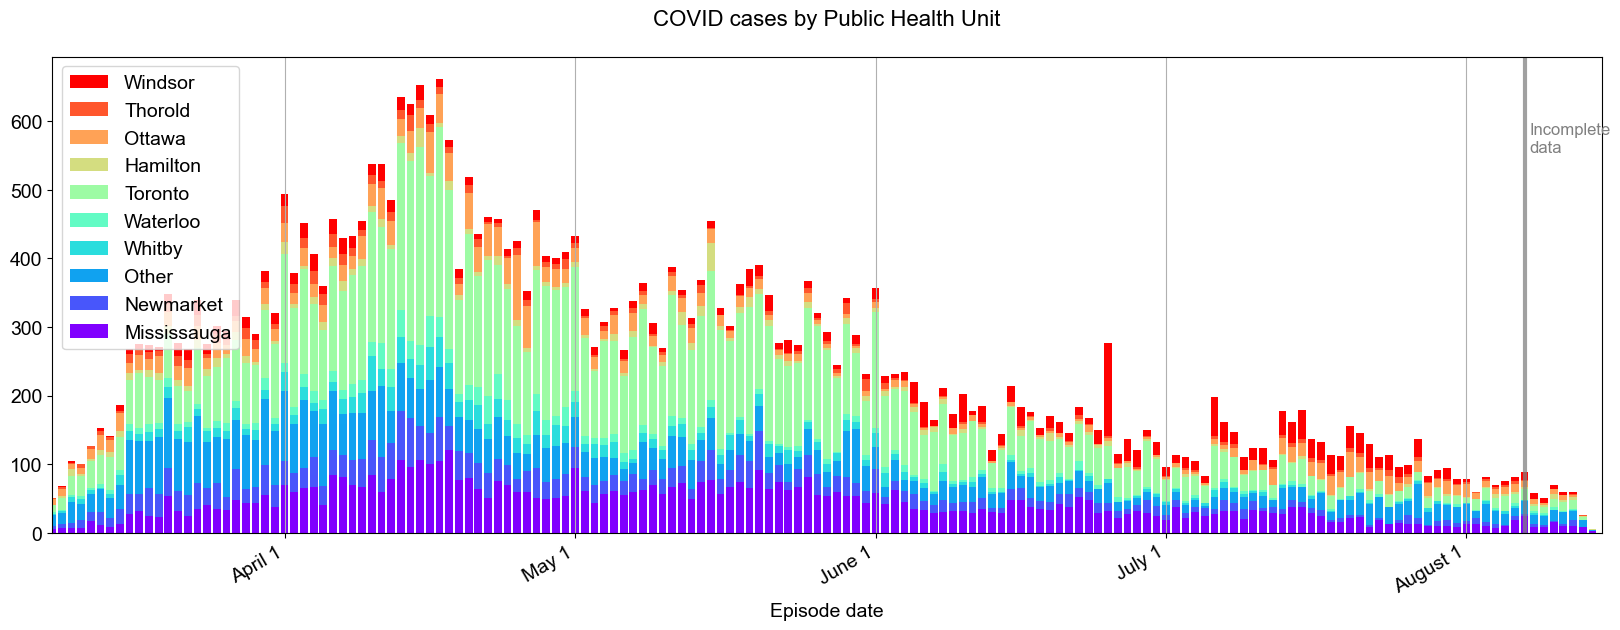 COVID cases by Public Health Unit
Windsor
Thorold
Ottawa
Hamilton
Toronto
Waterloo
Whitby
Other
Newmarket
Mississauga
600
500
400
300
200
100
0
Incomplete
data
April 1
May 1
June 1
July 1
August 1
Episode date